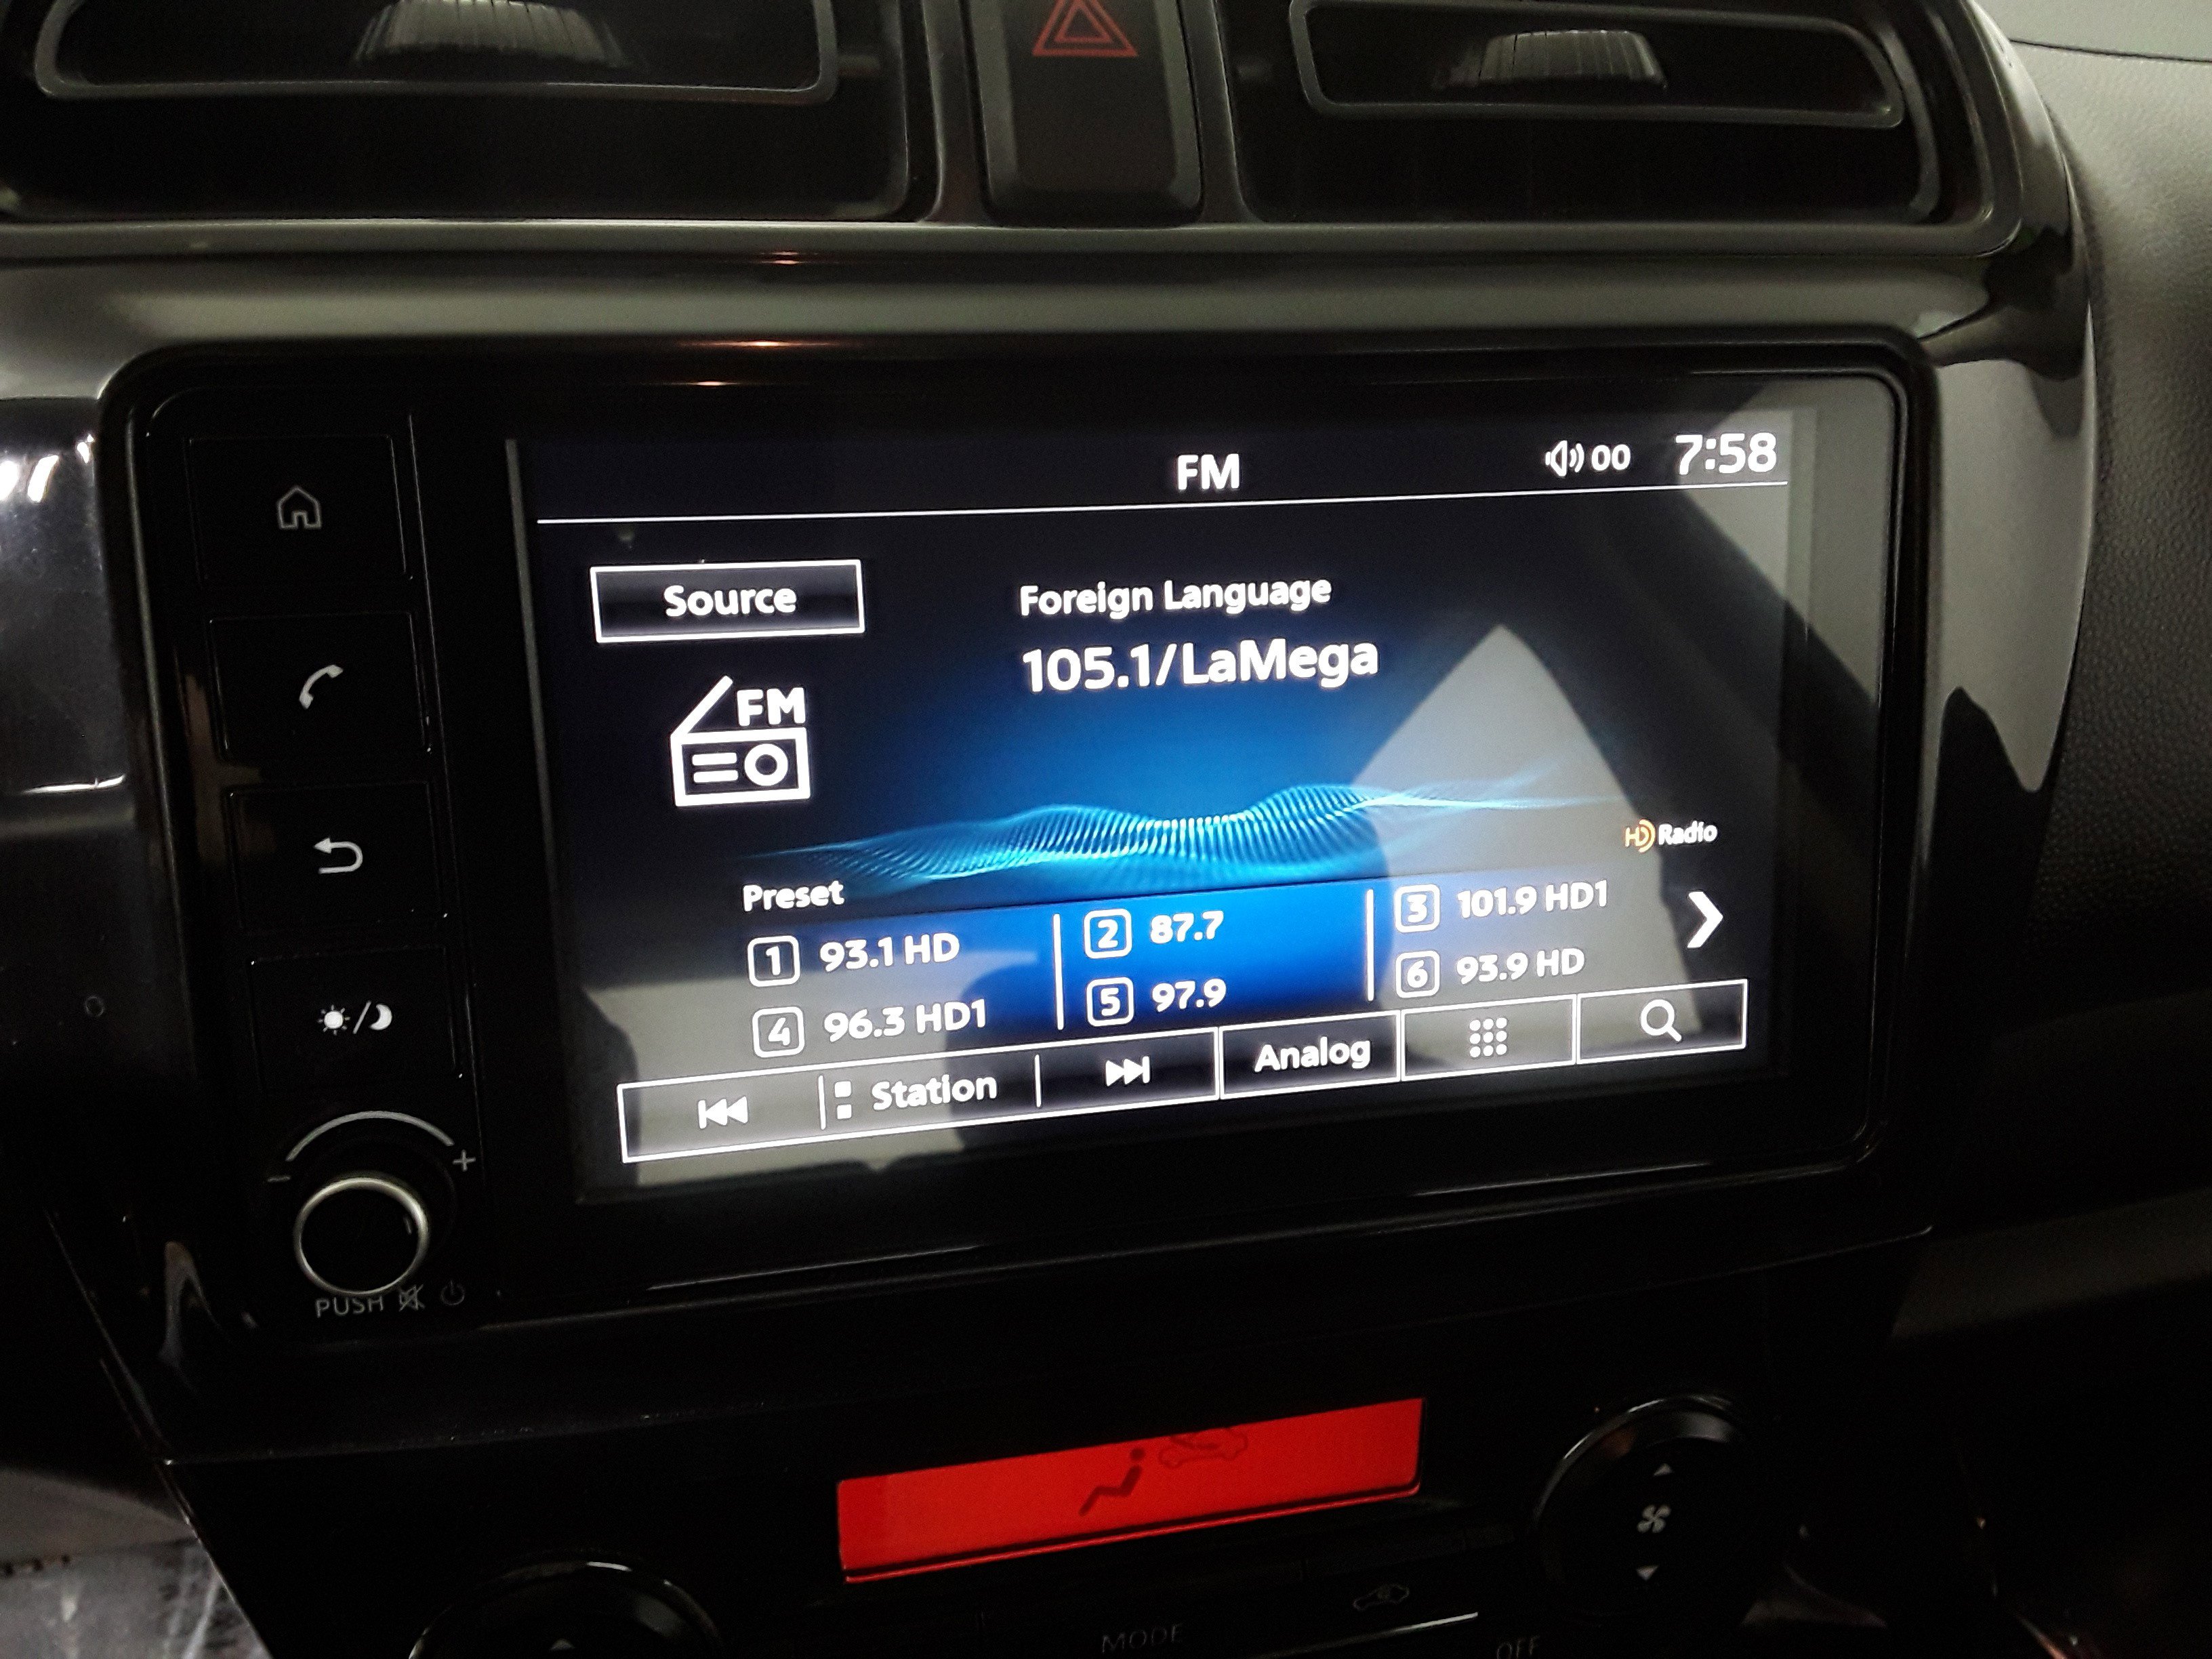 FM
00 7:58
Source
Foreign Language
105.1/LaMega
FM
HD Radio
Preset
1 93.1 HD
2 87.7
3 101.9 HD1
4 96.3 HD1
5 97.9
6 93.9 HD
Station
Analog
- +
PUSH
MODE
OFF